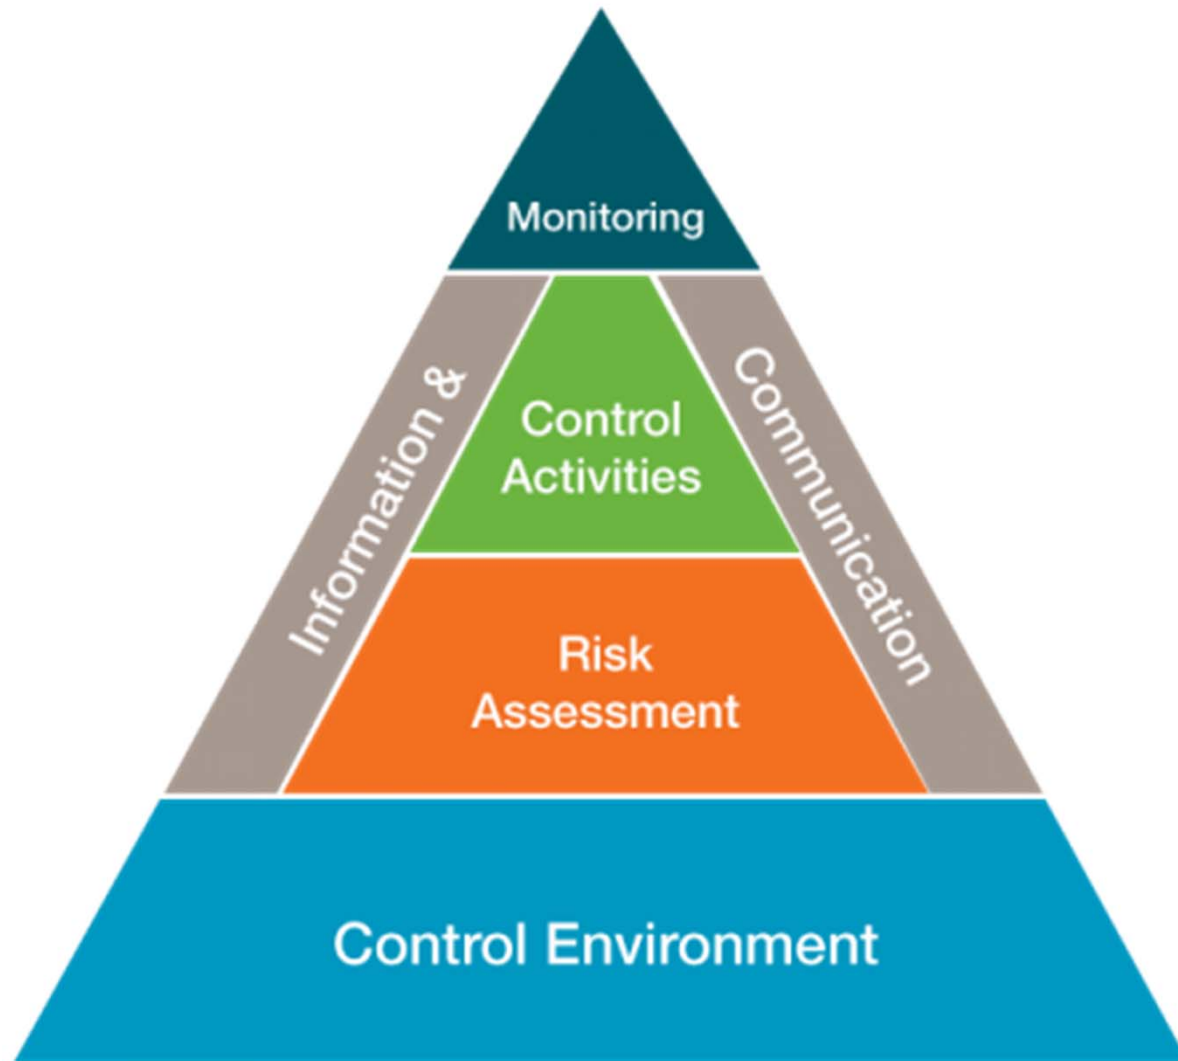 Monitoring
Information &
Communication
Control
Activities
Risk
Assessment
Control Environment